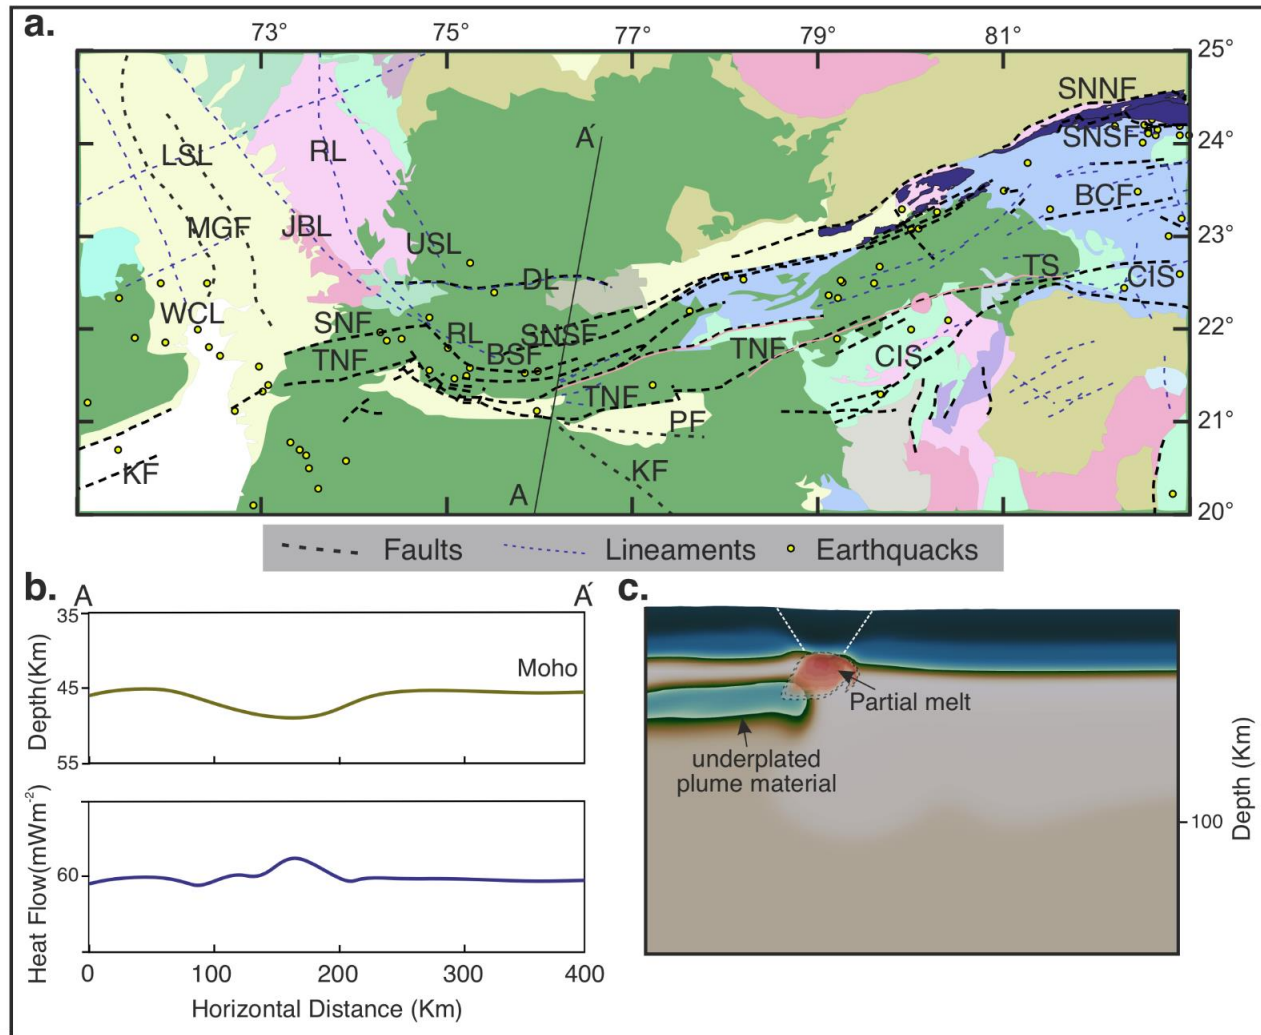 a.
73° 75° 77° 79° 81°
25°
SNNF
A´
24°
SNSF
LSL RL
BCF
MGF JBL USL
23°
DL TS CIS
WCL
SNF RL SNSF
22°
TNF BSF TNF CIS
TNF
PF
21°
KF KF
A
20°
Faults Lineaments Earthquacks
b.
A A´
35
Depth(Km)
45
Moho
55
Heat Flow(mWm⁻²)
60
0 100 200 300 400
Horizontal Distance (Km)
c.
Partial melt
underplated
plume material
Depth (Km)
100